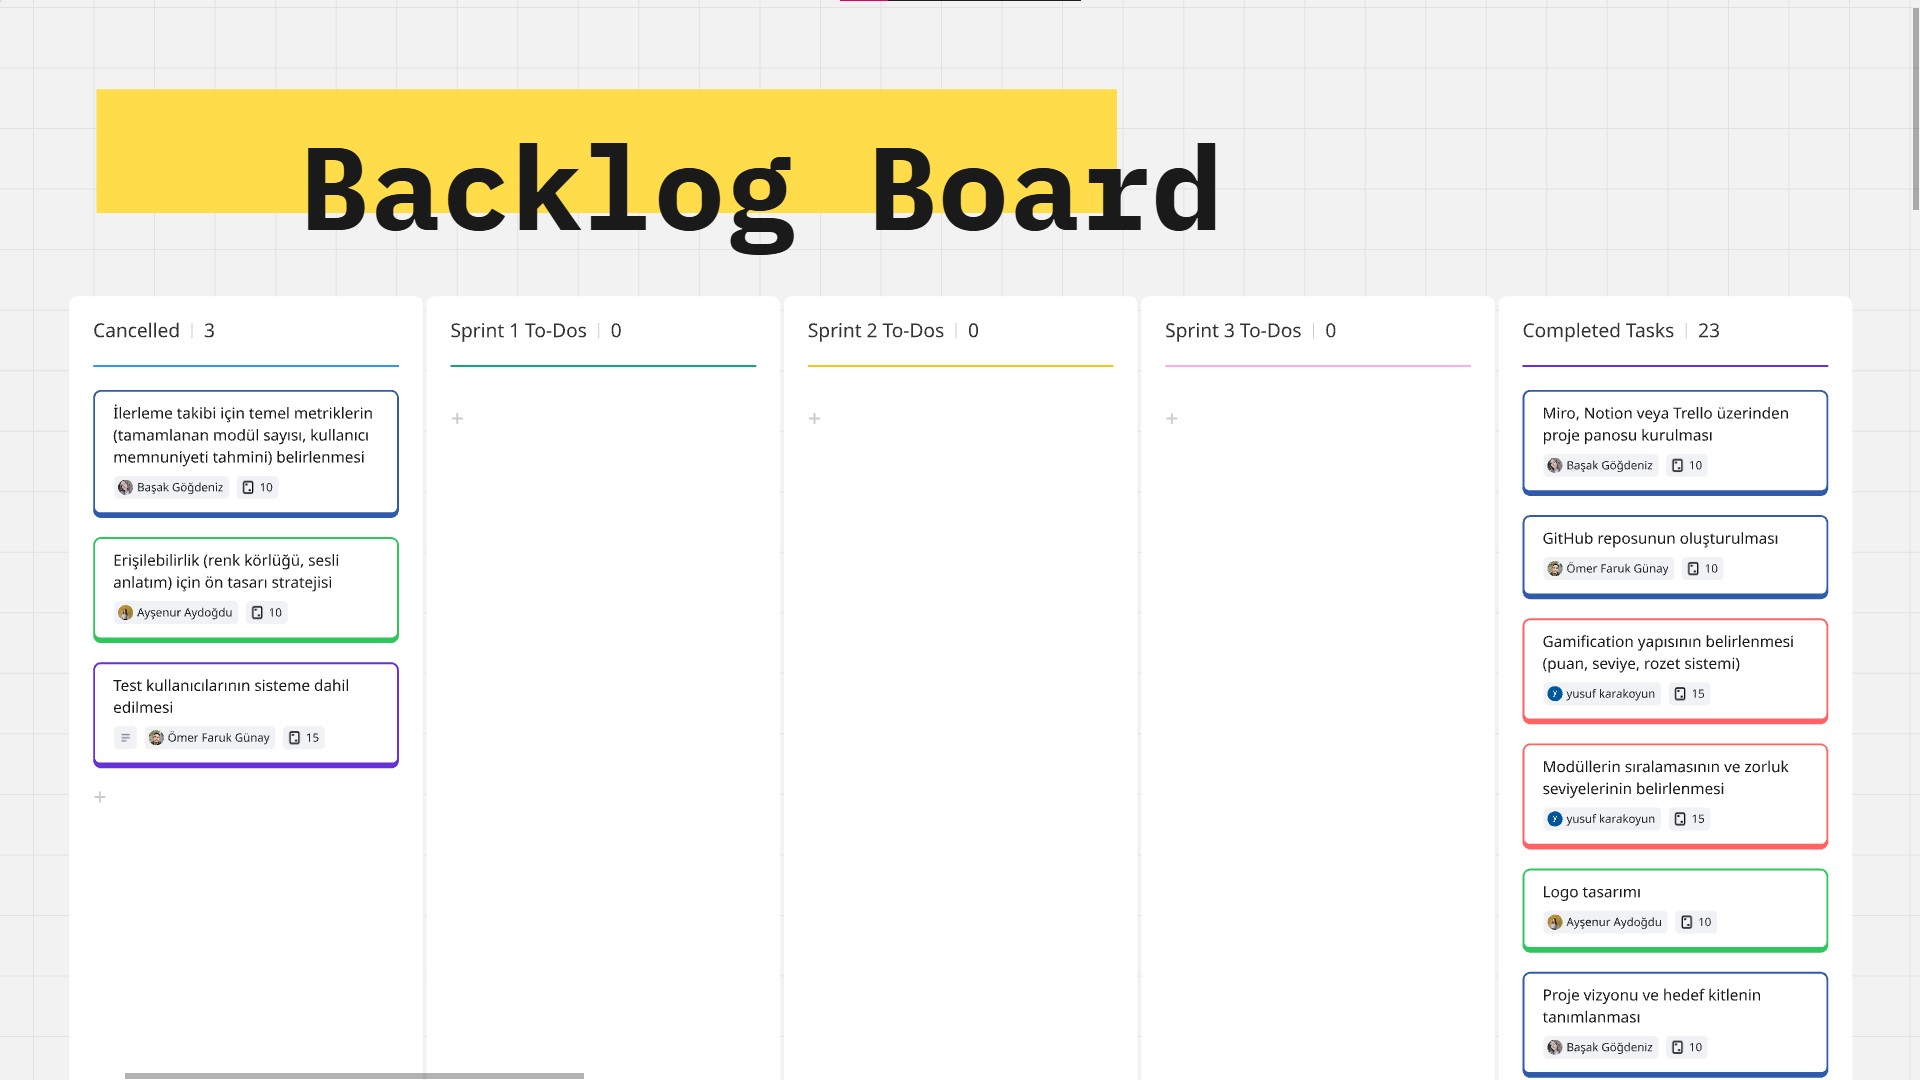 Backlog Board
Cancelled | 3
İlerleme takibi için temel metriklerin
(tamamlanan modül sayısı, kullanıcı
memnuniyeti tahmini) belirlenmesi
Başak Göğdeniz 10
Erişilebilirlik (renk körlüğü, sesli
anlatım) için ön tasarı stratejisi
Ayşenur Aydoğdu 10
Test kullanıcılarının sisteme dahil
edilmesi
Ömer Faruk Günay 15
+
Sprint 1 To-Dos | 0
+
Sprint 2 To-Dos | 0
+
Sprint 3 To-Dos | 0
+
Completed Tasks | 23
Miro, Notion veya Trello üzerinden
proje panosu kurulması
Başak Göğdeniz 10
GitHub reposunun oluşturulması
Ömer Faruk Günay 10
Gamification yapısının belirlenmesi
(puan, seviye, rozet sistemi)
y yusuf karakoyun 15
Modüllerin sıralamasının ve zorluk
seviyelerinin belirlenmesi
y yusuf karakoyun 15
Logo tasarımı
Ayşenur Aydoğdu 10
Proje vizyonu ve hedef kitlenin
tanımlanması
Başak Göğdeniz 10